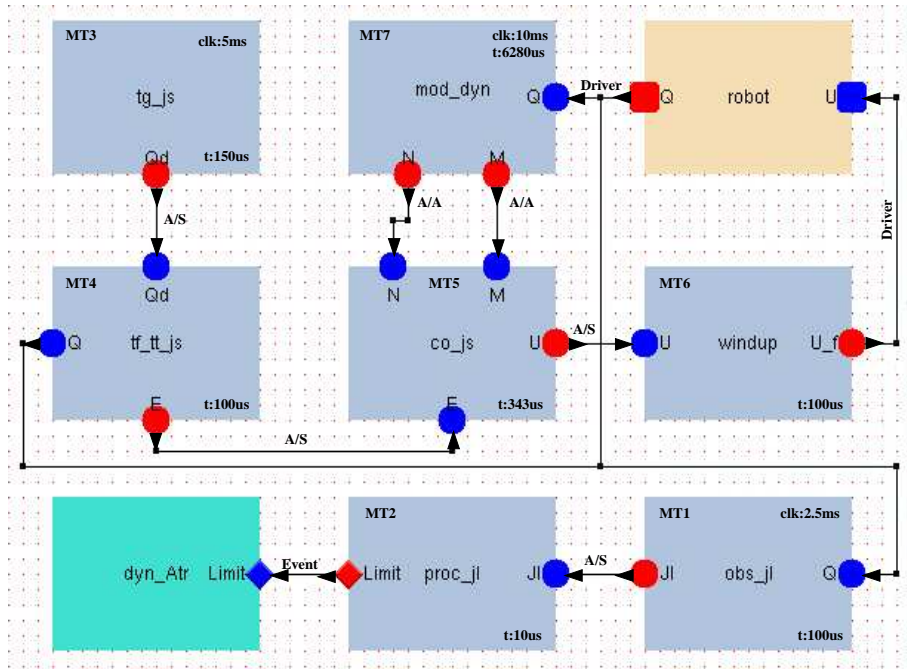 MT3
clk:5ms
tg_js
t:150us
Qd
MT7
clk:10ms
t:6280us
mod_dyn
Q
N
M
Driver
Q
robot
U
A/S
A/A
A/A
Driver
MT4
Qd
Q
tf_tt_js
E
t:100us
N
MT5
M
co_js
U
E
t:343us
A/S
MT6
U
windup
U_f
t:100us
A/S
dyn_Atr
Limit
Event
MT2
Limit
proc_jl
Jl
t:10us
A/S
MT1
clk:2.5ms
Jl
obs_jl
Q
t:100us